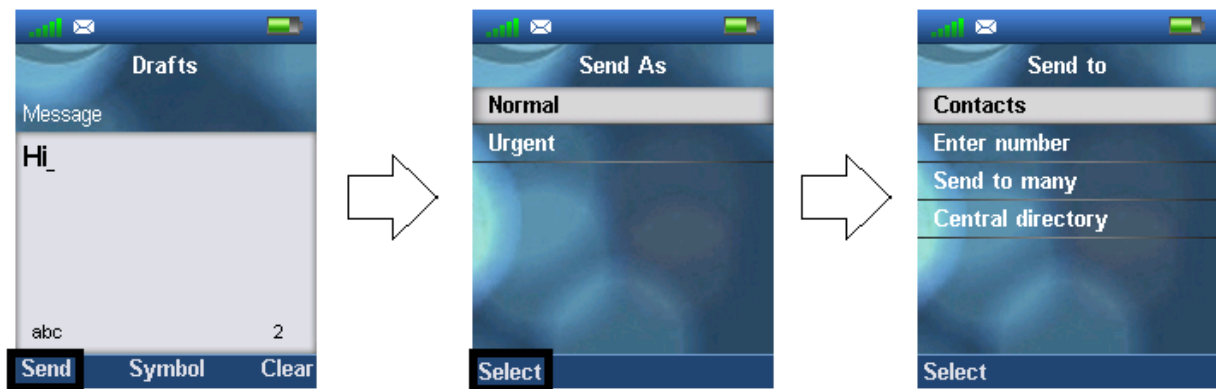 Drafts
Message
Hi_
abc 2
Send Symbol Clear
Send As
Normal
Urgent
Select
Send to
Contacts
Enter number
Send to many
Central directory
Select